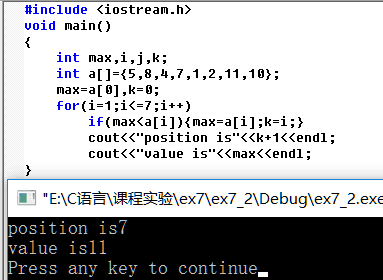 #include <iostream.h>
void main()
{
    int max,i,j,k;
    int a[]={5,8,4,7,1,2,11,10};
    max=a[0],k=0;
    for(i=1;i<=7;i++)
        if(max<a[i]){max=a[i];k=i;}
        cout<<"position is"<<k+1<<endl;
        cout<<"value is"<<max<<endl;
}
"E:\C语言\课程实验\ex7\ex7_2\Debug\ex7_2.exe
position is7
value is11
Press any key to continue